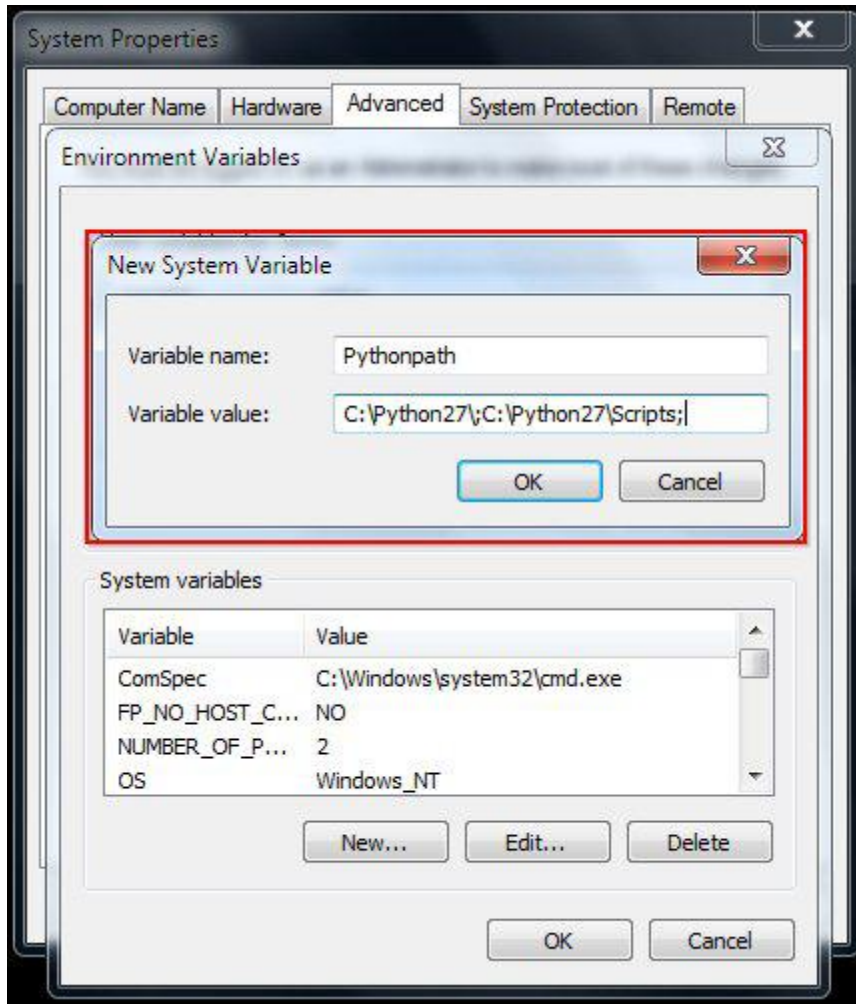 System Properties
Computer Name Hardware Advanced System Protection Remote
Environment Variables
New System Variable
Variable name: Pythonpath
Variable value: C:\Python27\;C:\Python27\Scripts;
OK Cancel
System variables
Variable Value
ComSpec C:\Windows\system32\cmd.exe
FP_NO_HOST_C... NO
NUMBER_OF_P... 2
OS Windows_NT
New... Edit... Delete
OK Cancel